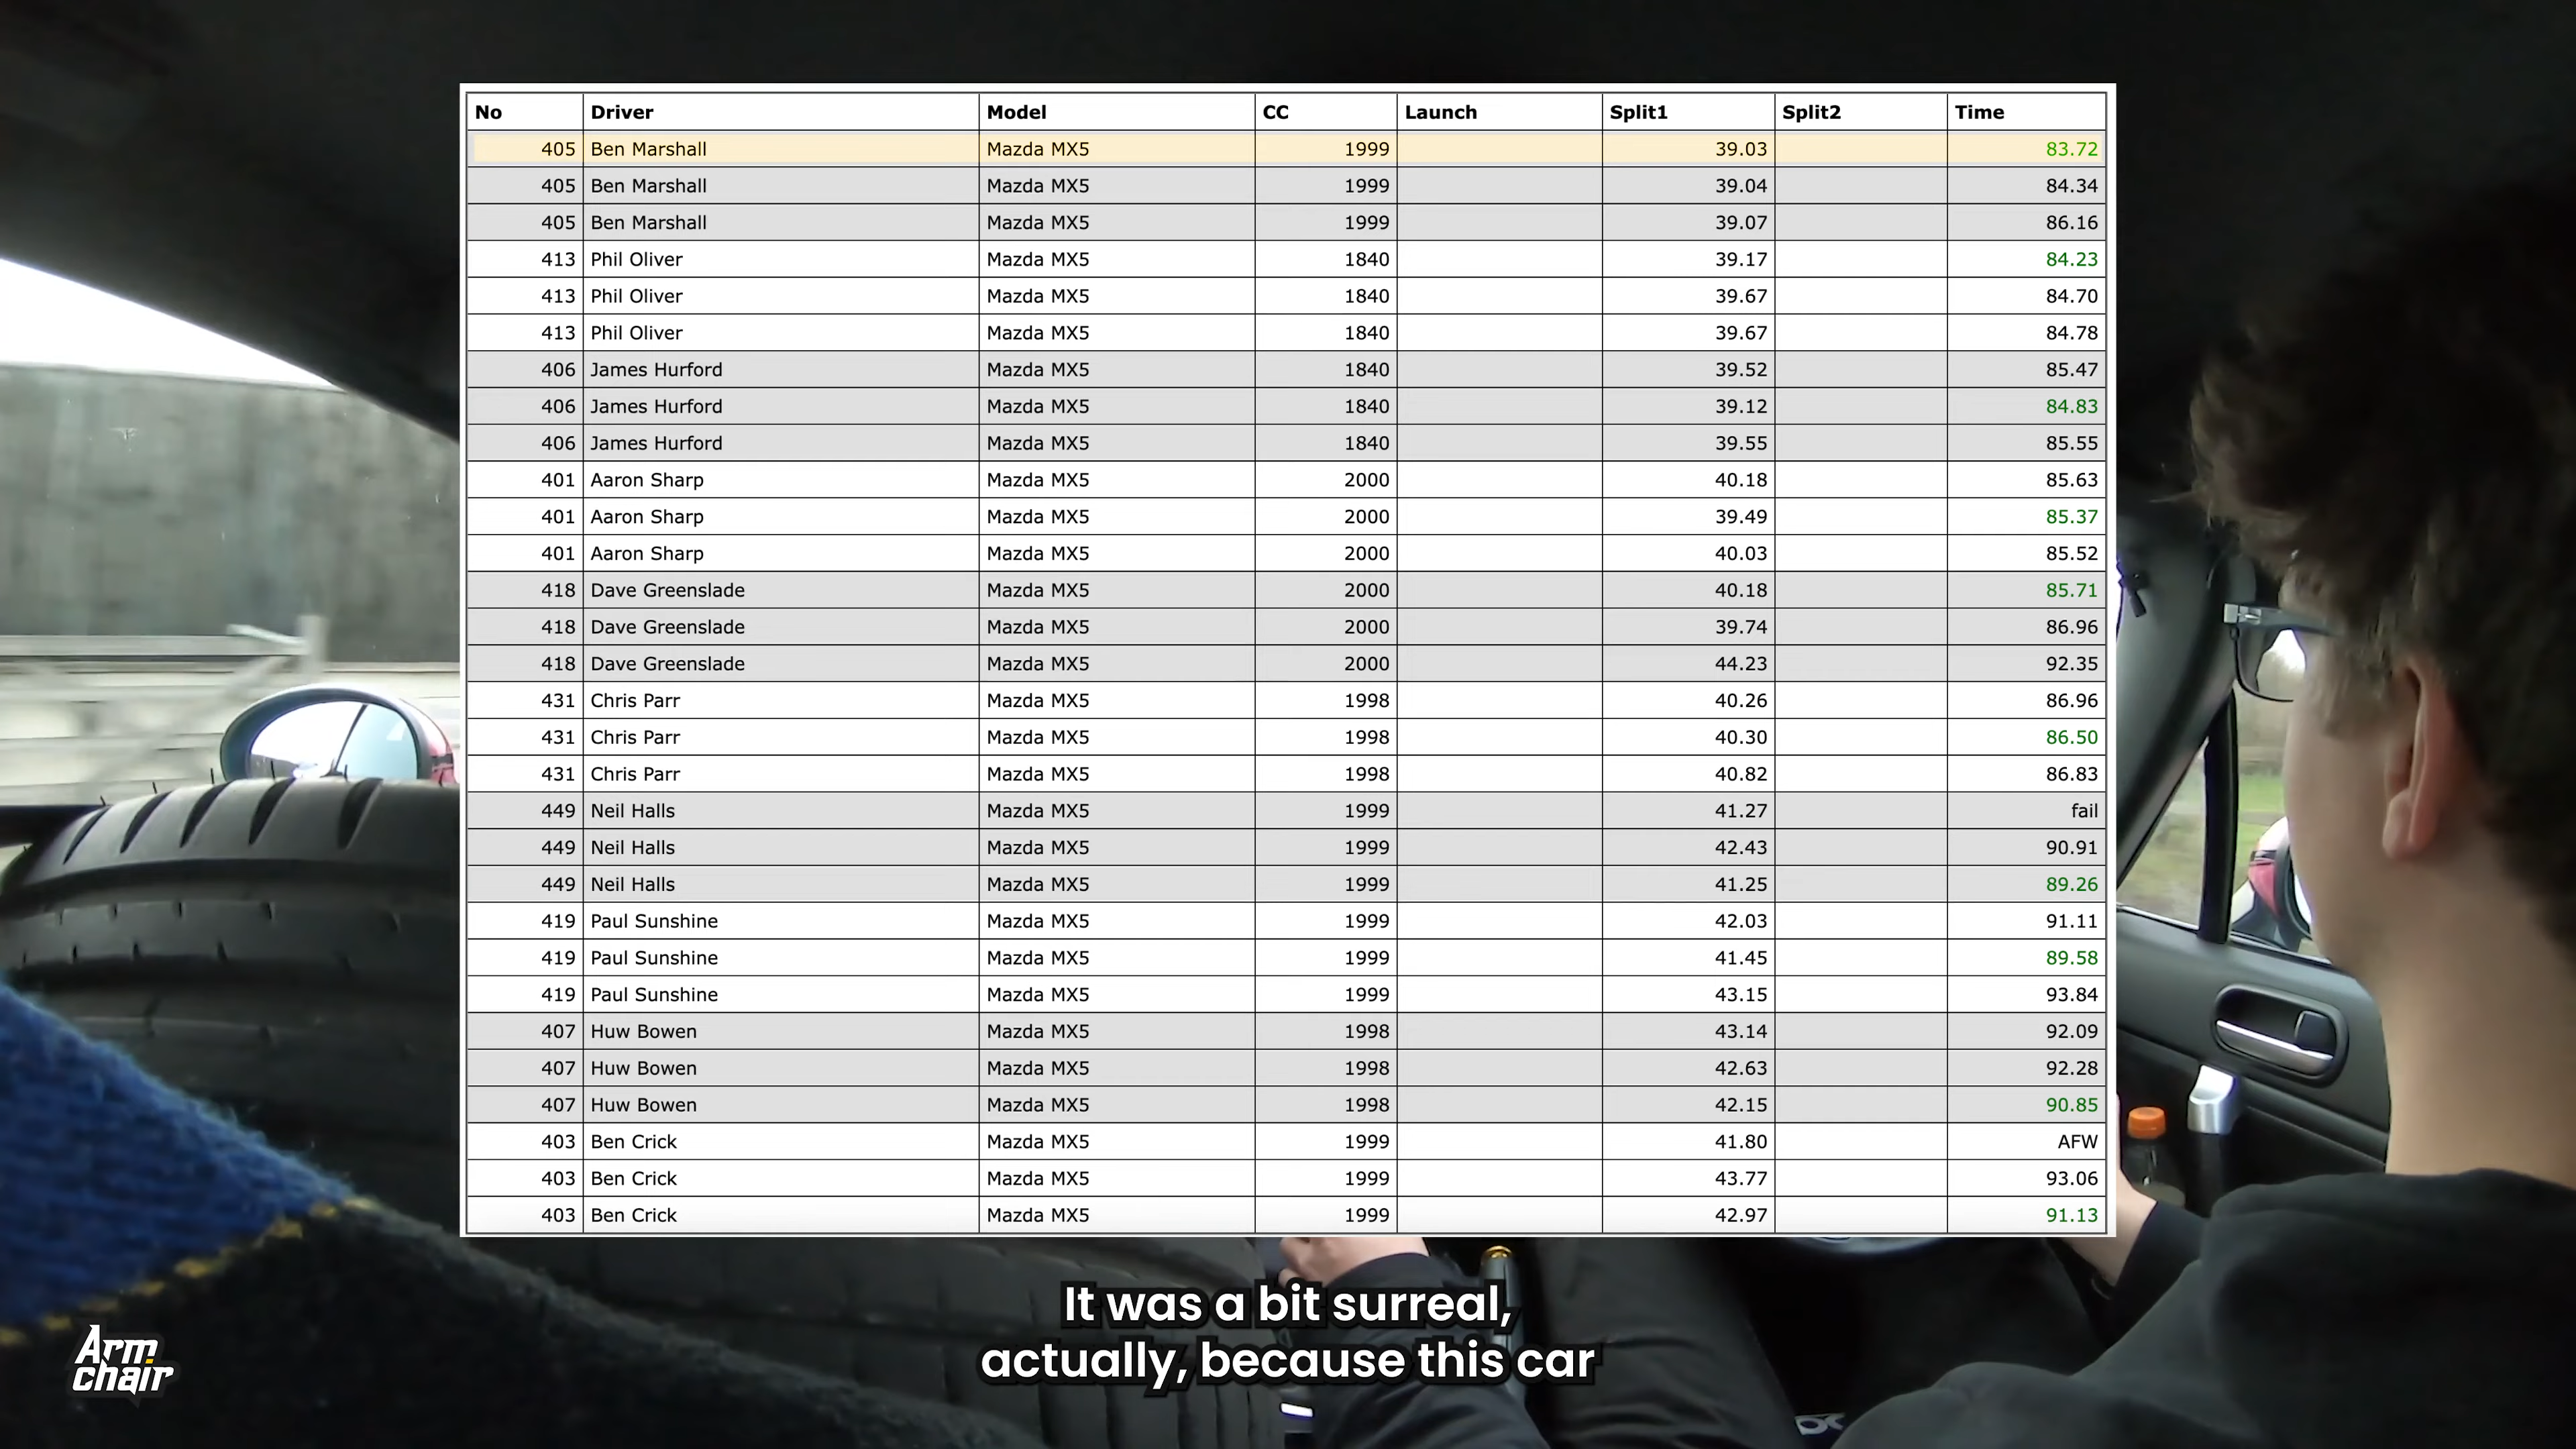 No Driver Model CC Launch Split1 Split2 Time
405 Ben Marshall Mazda MX5 1999 39.03 83.72
405 Ben Marshall Mazda MX5 1999 39.04 84.34
405 Ben Marshall Mazda MX5 1999 39.07 86.16
413 Phil Oliver Mazda MX5 1840 39.17 84.23
413 Phil Oliver Mazda MX5 1840 39.67 84.70
413 Phil Oliver Mazda MX5 1840 39.67 84.78
406 James Hurford Mazda MX5 1840 39.52 85.47
406 James Hurford Mazda MX5 1840 39.12 84.83
406 James Hurford Mazda MX5 1840 39.55 85.55
401 Aaron Sharp Mazda MX5 2000 40.18 85.63
401 Aaron Sharp Mazda MX5 2000 39.49 85.37
401 Aaron Sharp Mazda MX5 2000 40.03 85.52
418 Dave Greenslade Mazda MX5 2000 40.18 85.71
418 Dave Greenslade Mazda MX5 2000 39.74 86.96
418 Dave Greenslade Mazda MX5 2000 44.23 92.35
431 Chris Parr Mazda MX5 1998 40.26 86.96
431 Chris Parr Mazda MX5 1998 40.30 86.50
431 Chris Parr Mazda MX5 1998 40.82 86.83
449 Neil Halls Mazda MX5 1999 41.27 fail
449 Neil Halls Mazda MX5 1999 42.43 90.91
449 Neil Halls Mazda MX5 1999 41.25 89.26
419 Paul Sunshine Mazda MX5 1999 42.03 91.11
419 Paul Sunshine Mazda MX5 1999 41.45 89.58
419 Paul Sunshine Mazda MX5 1999 43.15 93.84
407 Huw Bowen Mazda MX5 1998 43.14 92.09
407 Huw Bowen Mazda MX5 1998 42.63 92.28
407 Huw Bowen Mazda MX5 1998 42.15 90.85
403 Ben Crick Mazda MX5 1999 41.80 AFW
403 Ben Crick Mazda MX5 1999 43.77 93.06
403 Ben Crick Mazda MX5 1999 42.97 91.13
It was a bit surreal,
actually, because this car
Arm
chair